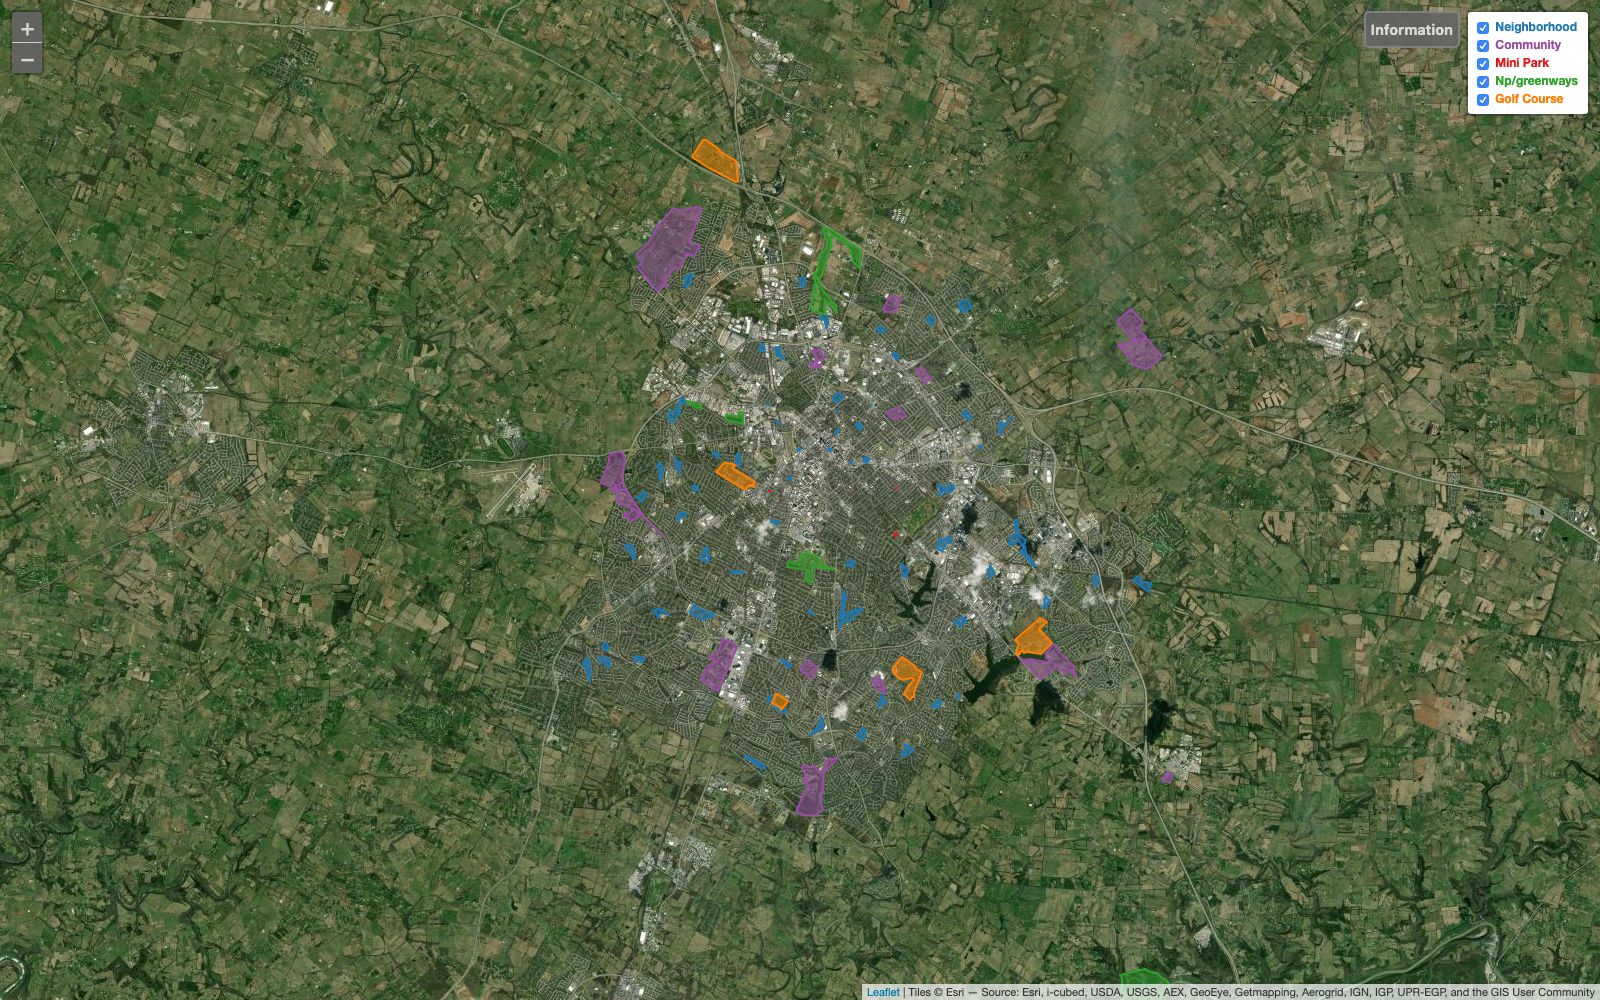 +
−
Information
Neighborhood
Community
Mini Park
Np/greenways
Golf Course
Leaflet | Tiles © Esri — Source: Esri, i-cubed, USDA, USGS, AEX, GeoEye, Getmapping, Aerogrid, IGN, IGP, UPR-EGP, and the GIS User Community